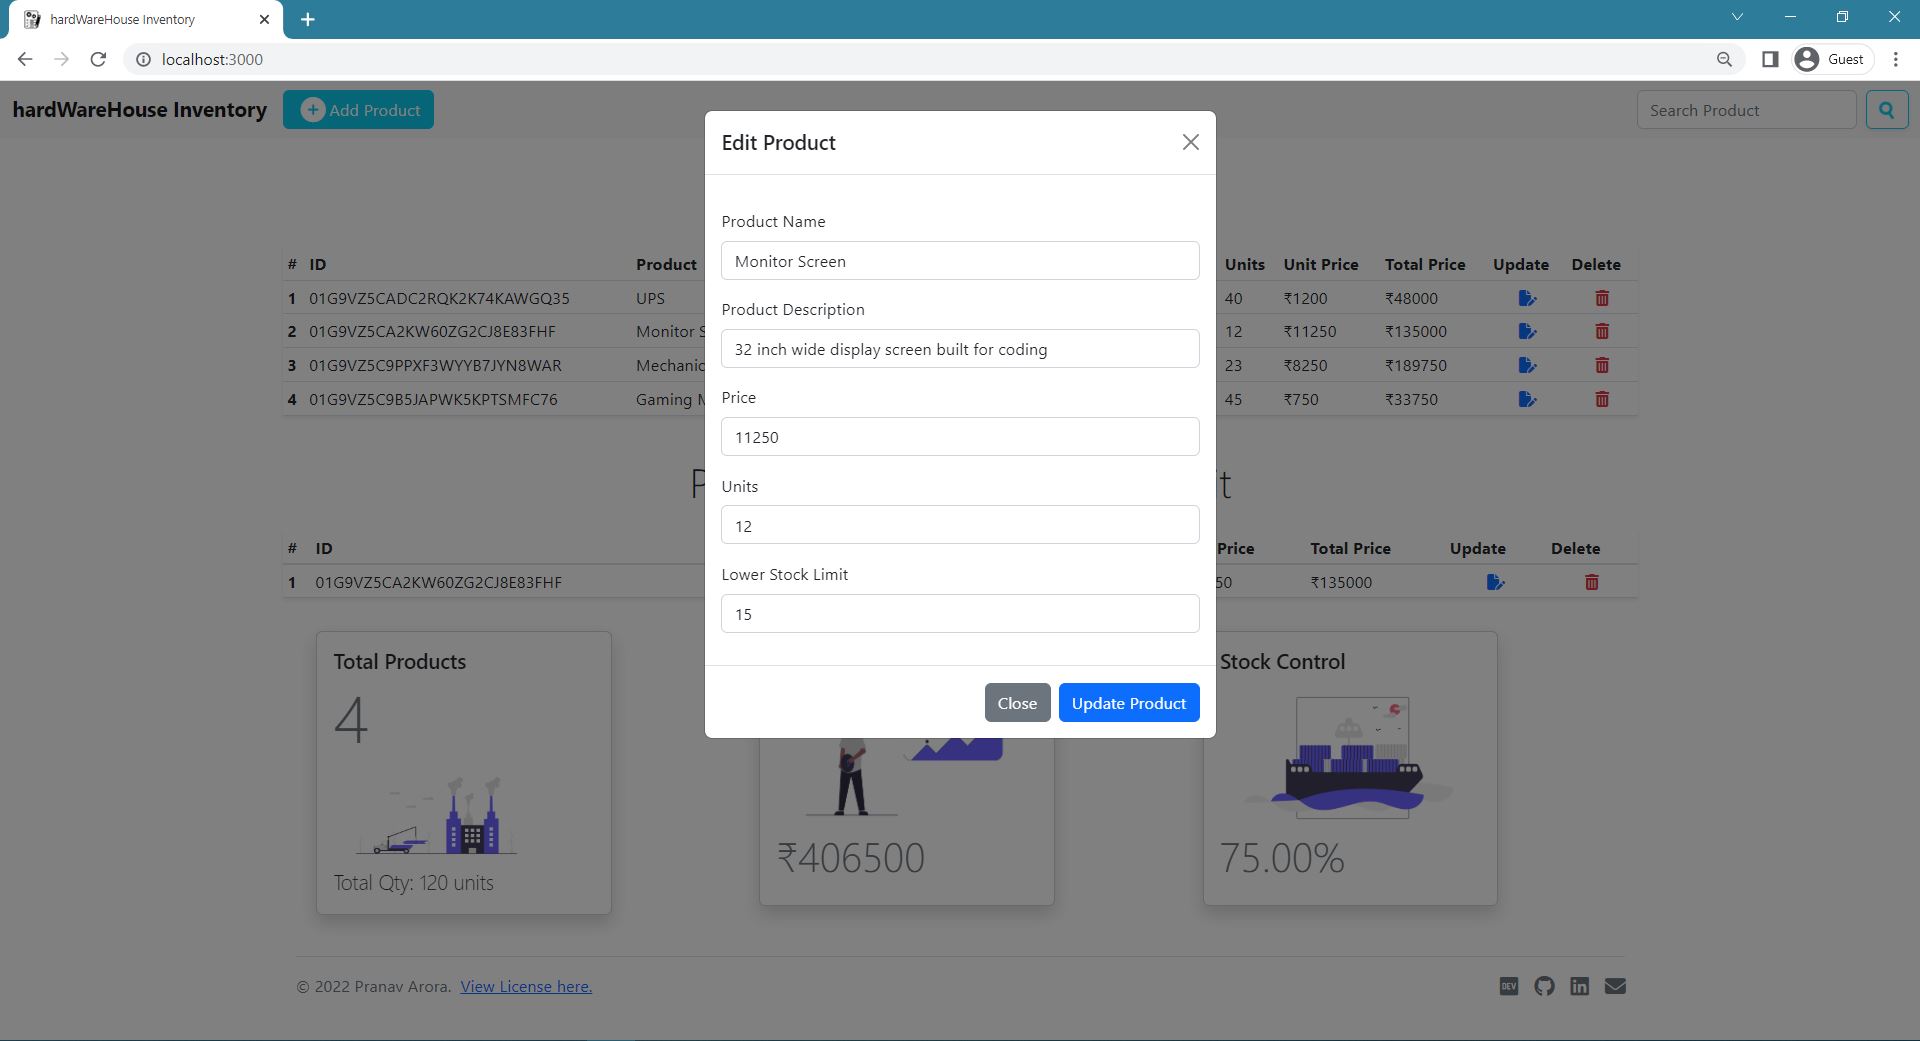 hardWareHouse Inventory
localhost:3000
Guest
hardWareHouse Inventory Add Product Search Product
Edit Product
Product Name
Monitor Screen
Product Description
32 inch wide display screen built for coding
Price
11250
Units
12
Lower Stock Limit
15
Close Update Product
# ID Product Units Unit Price Total Price Update Delete
1 01G9VZ5CADC2RQK2K74KAWGQ35 UPS 40 ₹1200 ₹48000
2 01G9VZ5CA2KW60ZG2CJ8E83FHF Monitor S 12 ₹11250 ₹135000
3 01G9VZ5C9PPXF3WYYB7JYN8WAR Mechanic 23 ₹8250 ₹189750
4 01G9VZ5C9B5JAPWK5KPTSMFC76 Gaming 45 ₹750 ₹33750
# ID Price Total Price Update Delete
1 01G9VZ5CA2KW60ZG2CJ8E83FHF 50 ₹135000
Total Products
4
Total Qty: 120 units
₹406500
Stock Control
75.00%
© 2022 Pranav Arora. View License here.
DEV